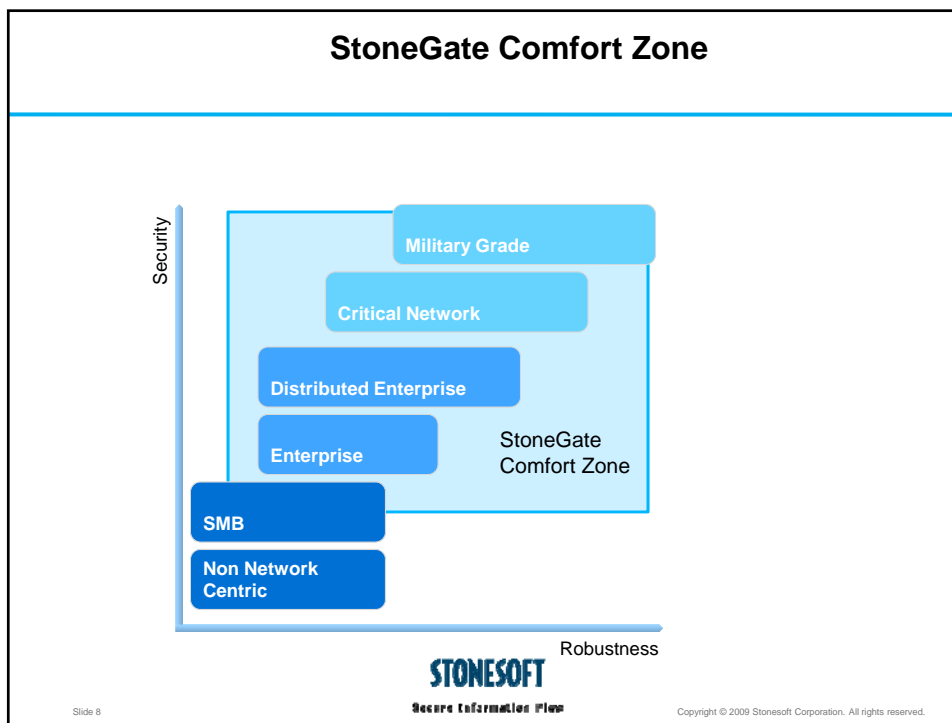 StoneGate Comfort Zone
Security
Military Grade
Critical Network
Distributed Enterprise
Enterprise
StoneGate
Comfort Zone
SMB
Non Network
Centric
Robustness
STONESOFT
Secure Information Flow
Slide 8
Copyright © 2009 Stonesoft Corporation. All rights reserved.